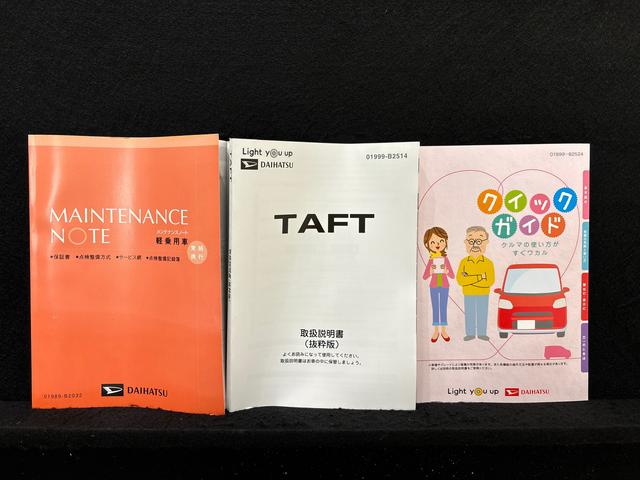 MAINTENANCE
NOTE
メンテナンスノート
軽乗用車
•保証書 •点検整備方式 •サービス網 •点検整備記録簿
01999-B2032
DAIHATSU
TAFT
Light you up
DAIHATSU
01999-B2514
TAFT
取扱説明書
(抜粋版)
よくお読みになって使用してください。
取扱説明書はお車の中に保管しましょう。
01999-B2524
クイック
ガイド
クルマの使い方が
すぐワカル
Light you up
DAIHATSU